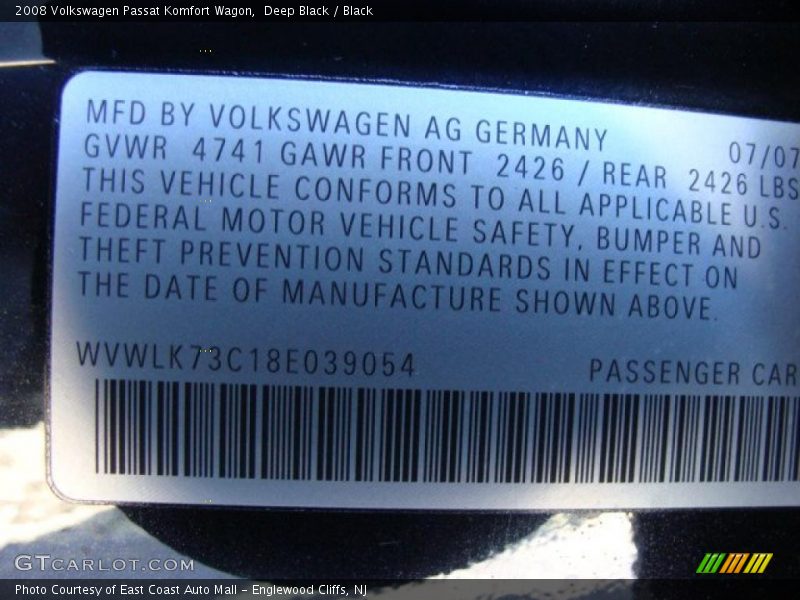 2008 Volkswagen Passat Komfort Wagon,  Deep Black / Black
MFD BY VOLKSWAGEN AG GERMANY 07/07
GVWR 4741 GAWR FRONT 2426 / REAR 2426 LBS
THIS VEHICLE CONFORMS TO ALL APPLICABLE U.S.
FEDERAL MOTOR VEHICLE SAFETY, BUMPER AND
THEFT PREVENTION STANDARDS IN EFFECT ON
THE DATE OF MANUFACTURE SHOWN ABOVE.
WVWLK73C18E039054 PASSENGER CAR
GTCARLOT.COM
Photo Courtesy of East Coast Auto Mall – Englewood Cliffs, NJ